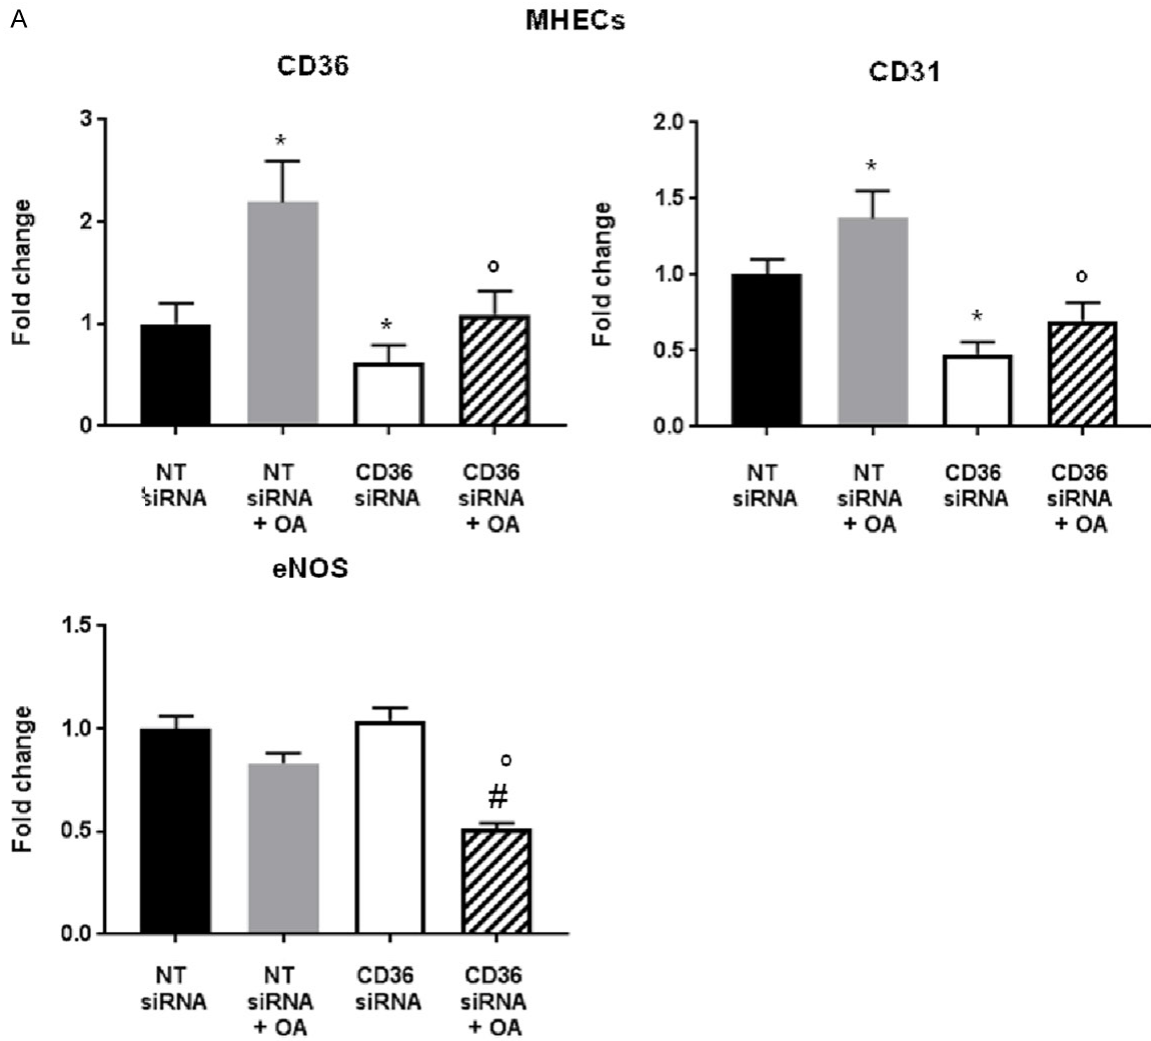 A
MHECs
CD36
Fold change
3
2
1
0
*
*
o
NT
siRNA
NT
siRNA
+ OA
CD36
siRNA
CD36
siRNA
+ OA
CD31
Fold change
2.0
1.5
1.0
0.5
0.0
*
*
o
NT
siRNA
NT
siRNA
+ OA
CD36
siRNA
CD36
siRNA
+ OA
eNOS
Fold change
1.5
1.0
0.5
0.0
o
#
NT
siRNA
NT
siRNA
+ OA
CD36
siRNA
CD36
siRNA
+ OA